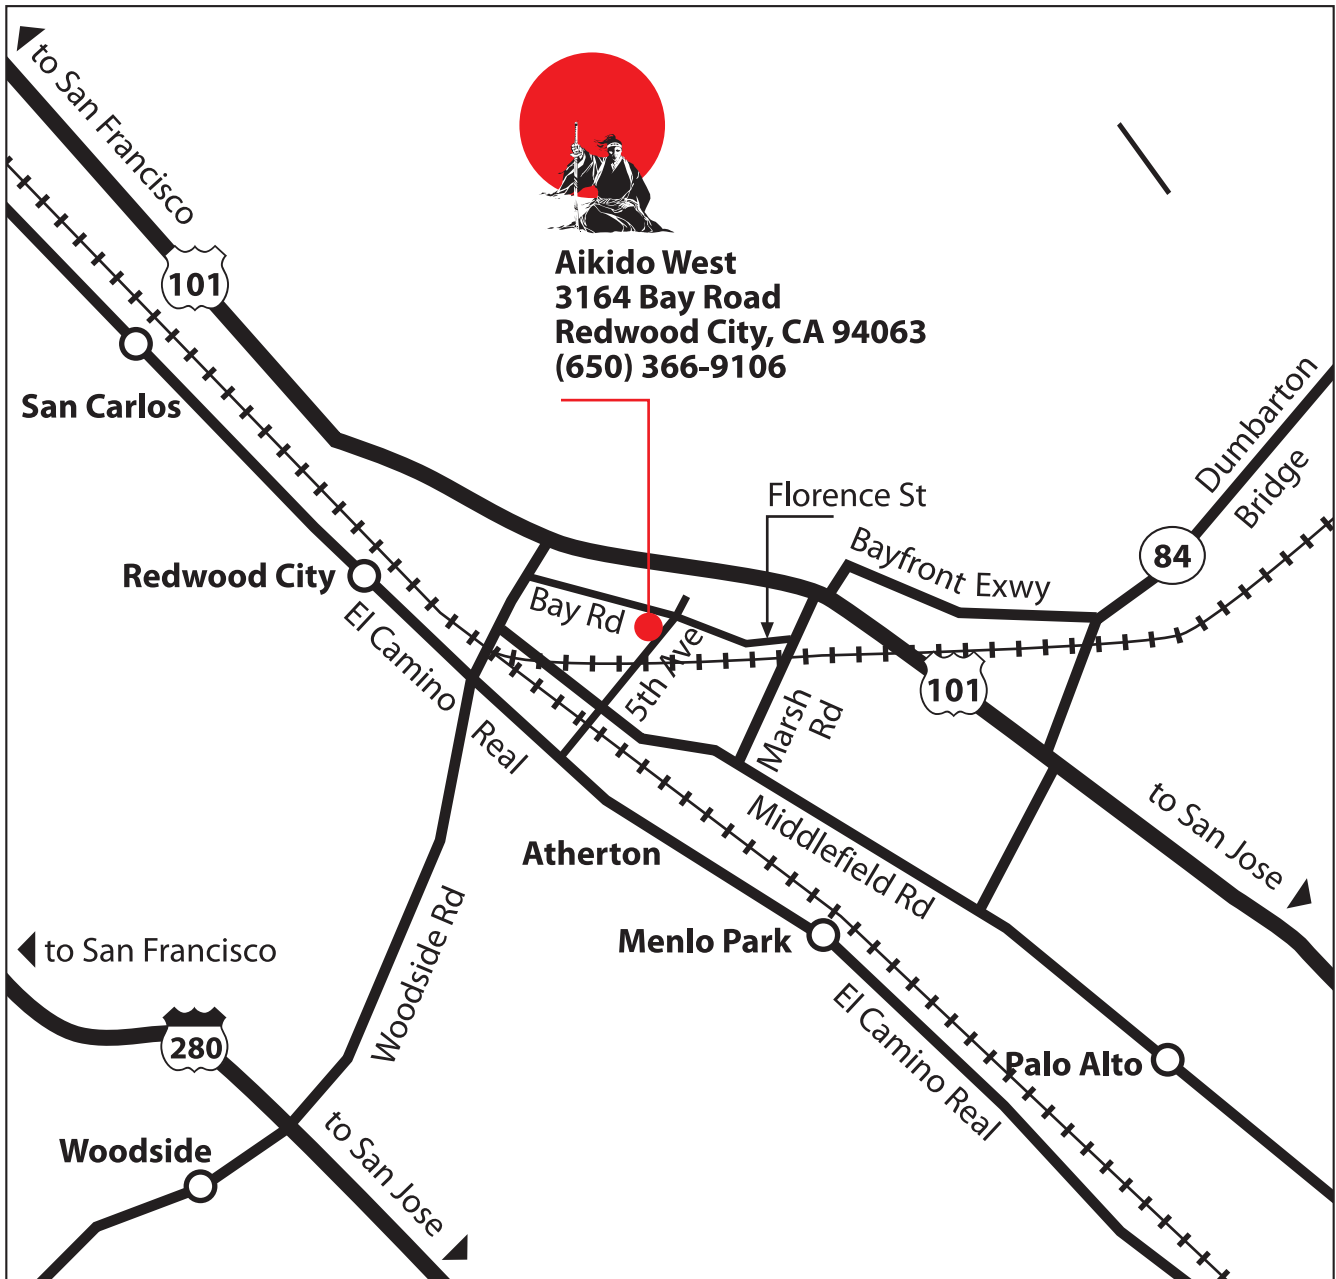 to San Francisco
101
Aikido West
3164 Bay Road
Redwood City, CA 94063
(650) 366-9106
San Carlos
Dumbarton
Bridge
Florence St
84
Bayfront Exwy
Redwood City
Bay Rd
El Camino
Real
5th Ave
Marsh
Rd
101
to San Jose
Middlefield Rd
Atherton
Menlo Park
Woodside Rd
to San Francisco
280
El Camino Real
Palo Alto
Woodside
to San Jose